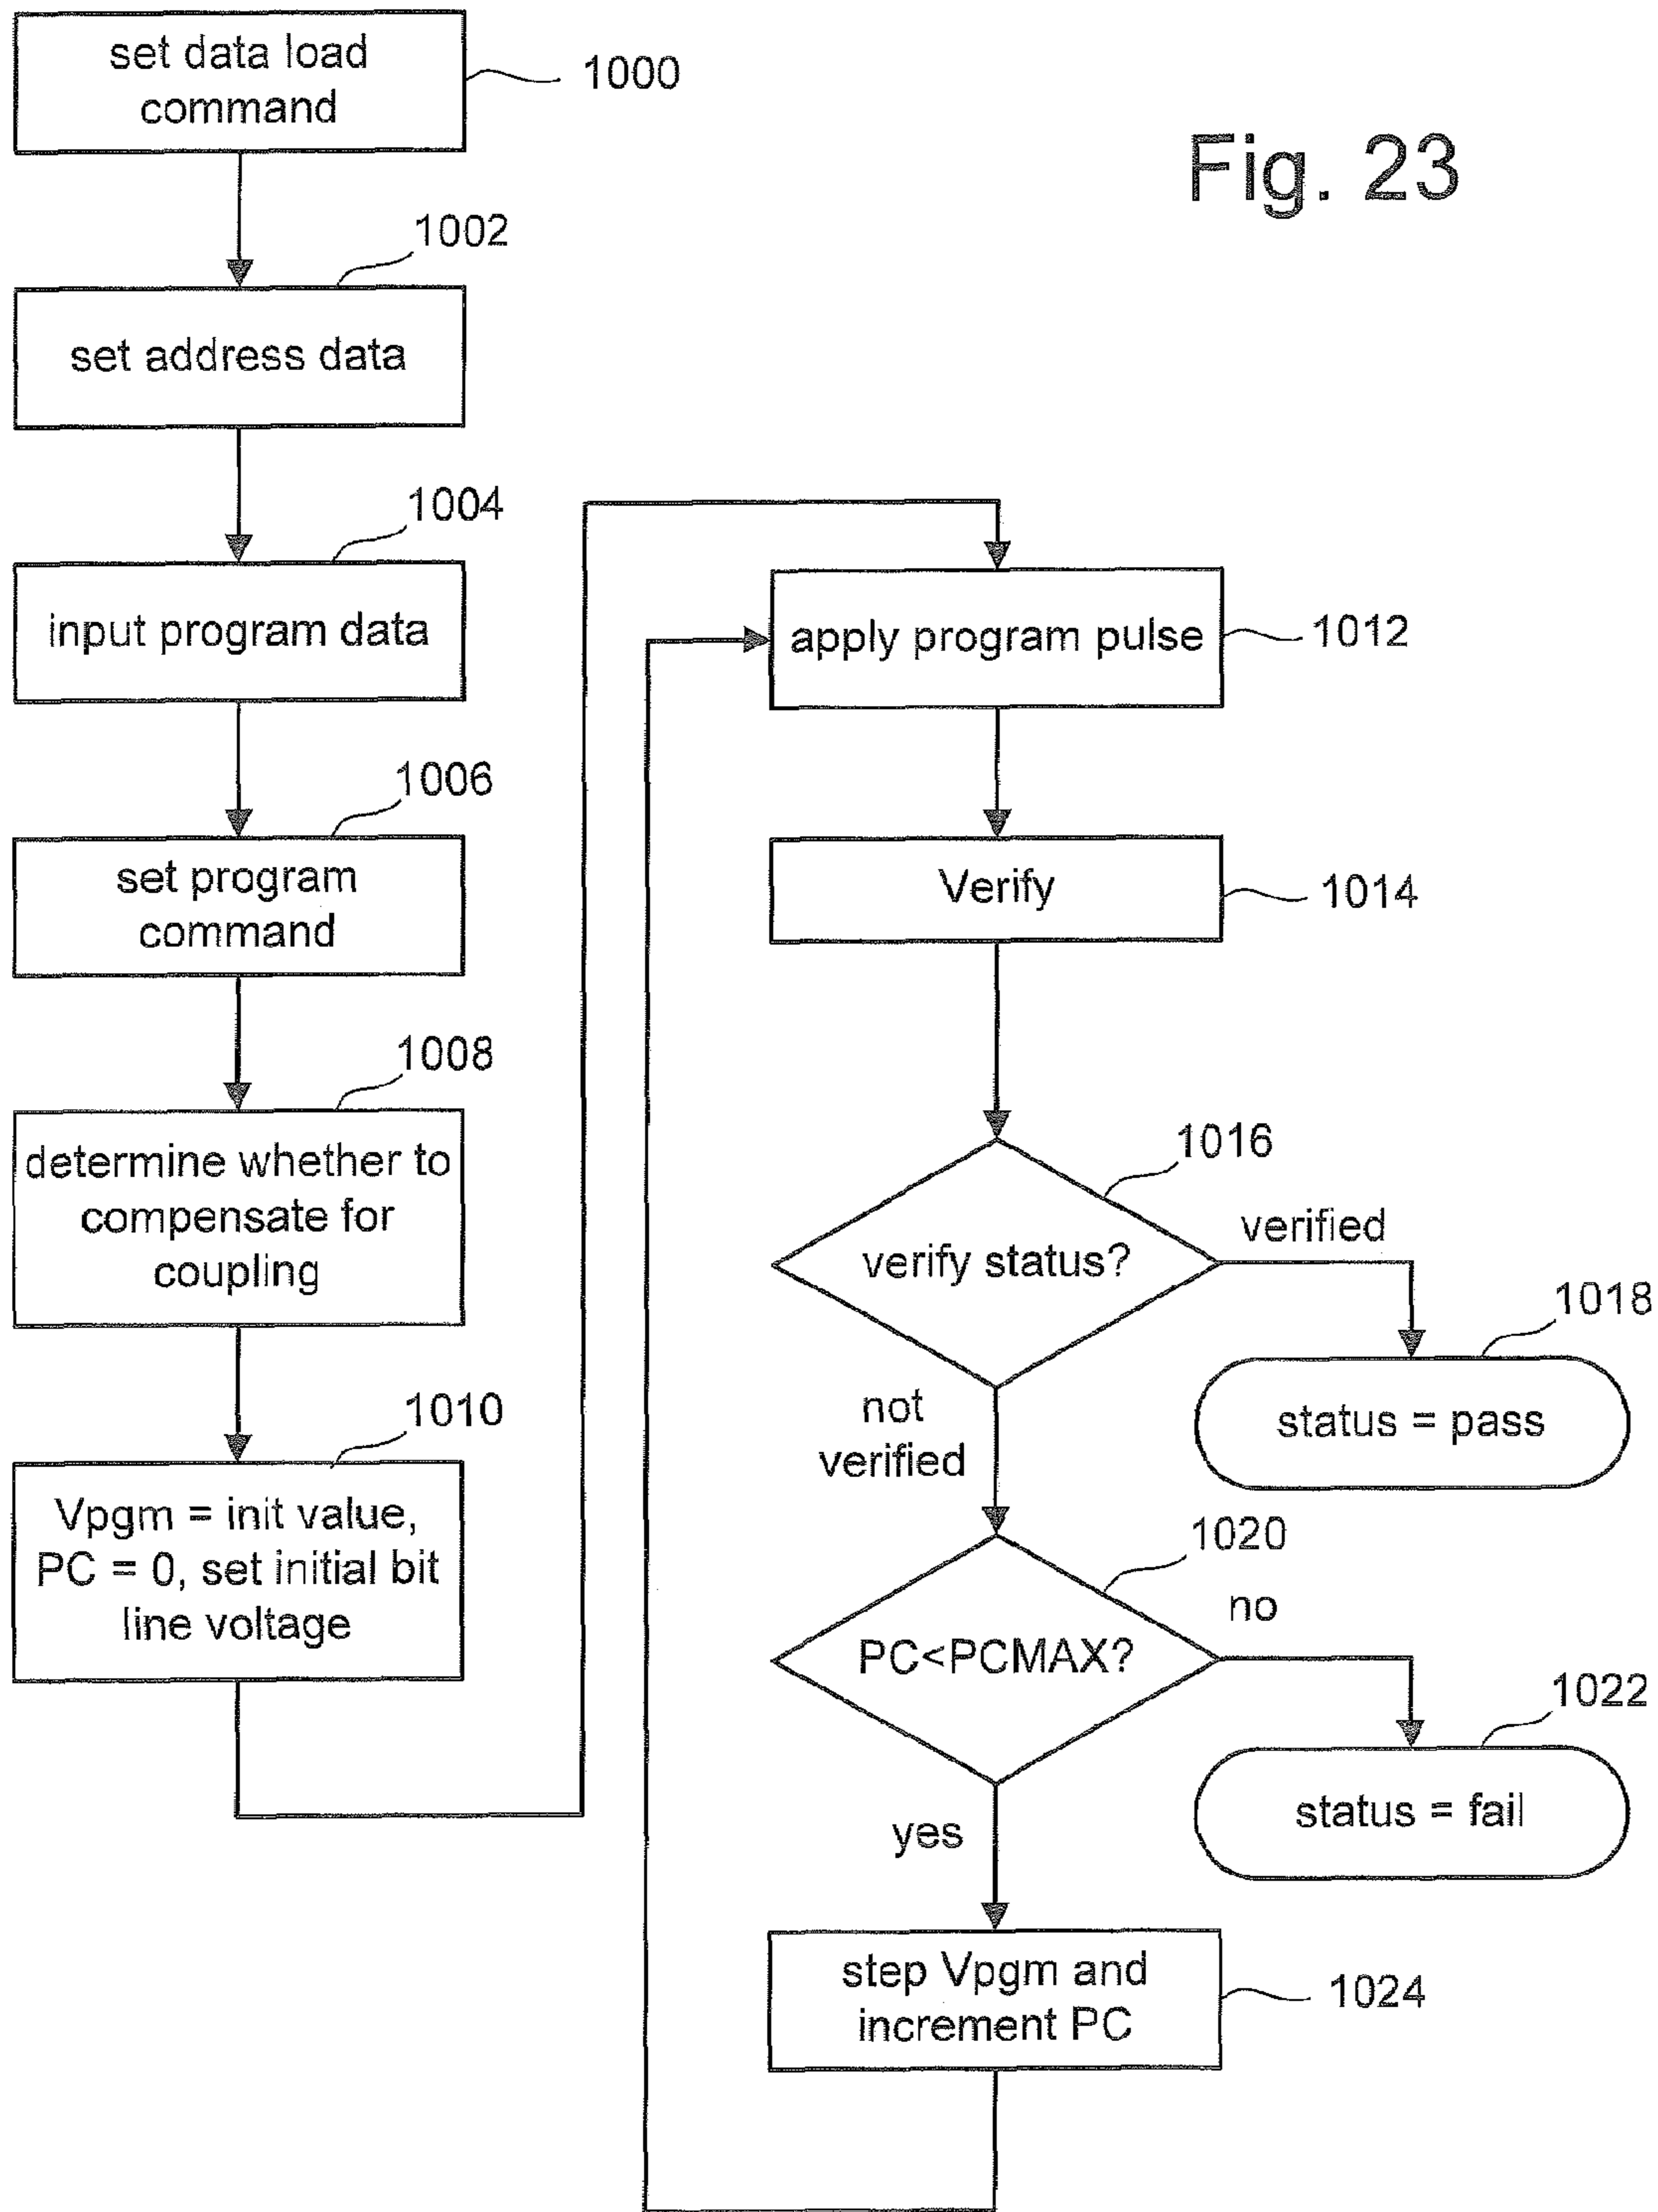 Fig. 23
set data load
command
1000
1002
set address data
1004
input program data
1006
set program
command
1008
determine whether to
compensate for
coupling
1010
Vpgm = init value,
PC = 0, set initial bit
line voltage
apply program pulse
1012
Verify
1014
1016
verify status?
verified
1018
status = pass
not
verified
1020
PC<PCMAX?
no
1022
status = fail
yes
step Vpgm and
increment PC
1024